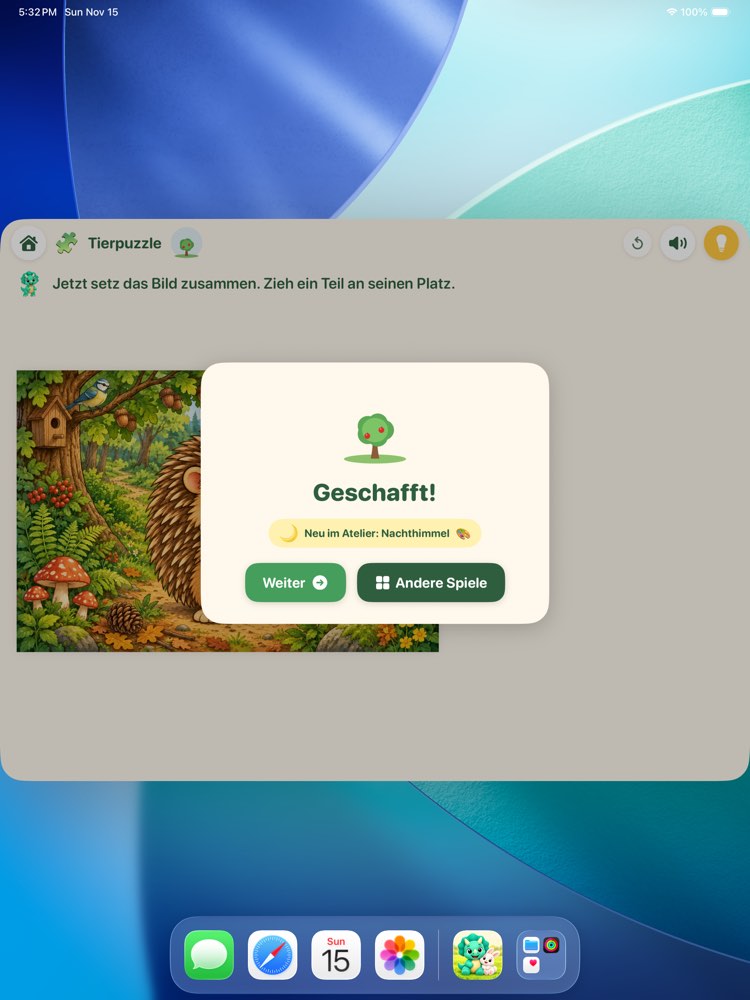 5:32 PM Sun Nov 15
100%
Tierpuzzle
Jetzt setz das Bild zusammen. Zieh ein Teil an seinen Platz.
Geschafft!
Neu im Atelier: Nachthimmel
Weiter
Andere Spiele
Sun
15